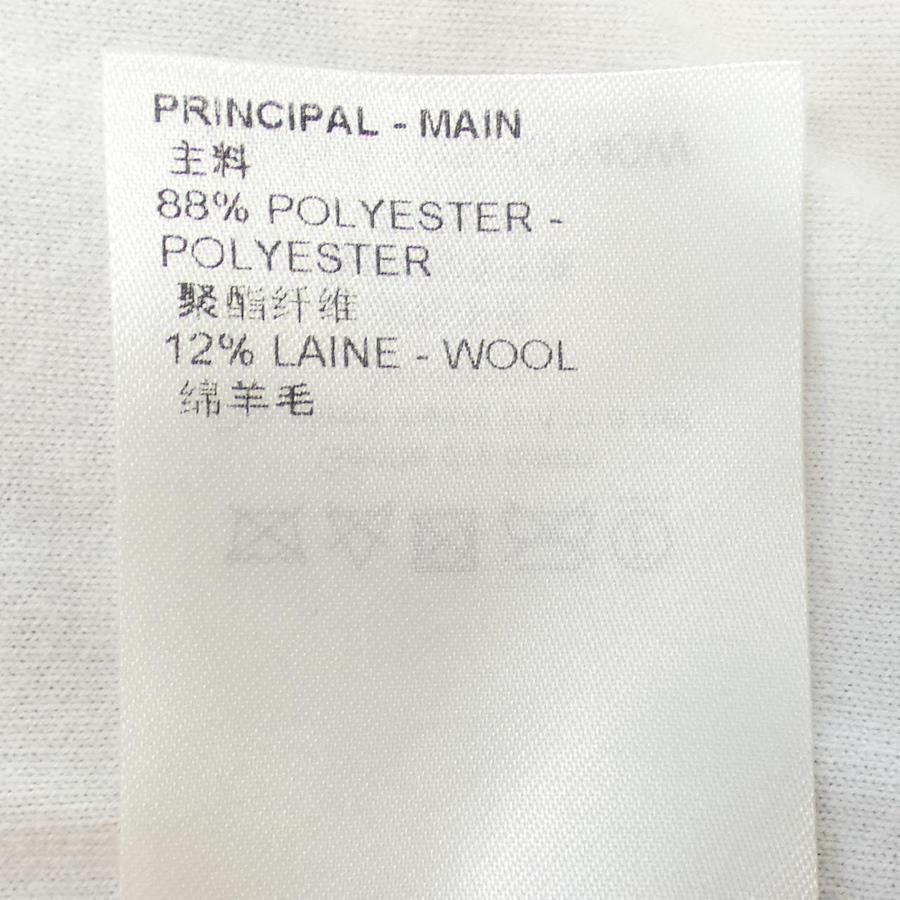 PRINCIPAL - MAIN
主料
88% POLYESTER -
POLYESTER
聚酯纤维
12% LAINE - WOOL
绵羊毛